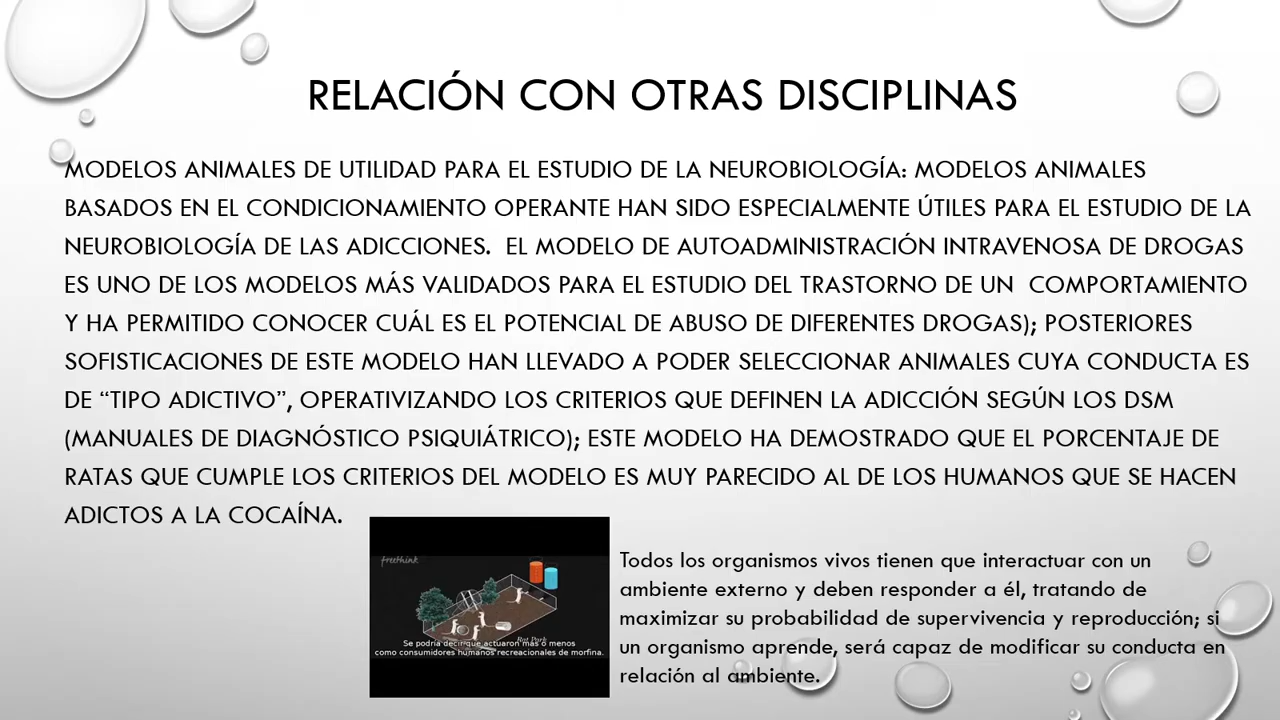 RELACIÓN CON OTRAS DISCIPLINAS
MODELOS ANIMALES DE UTILIDAD PARA EL ESTUDIO DE LA NEUROBIOLOGÍA: MODELOS ANIMALES
BASADOS EN EL CONDICIONAMIENTO OPERANTE HAN SIDO ESPECIALMENTE ÚTILES PARA EL ESTUDIO DE LA
NEUROBIOLOGÍA DE LAS ADICCIONES.  EL MODELO DE AUTOADMINISTRACIÓN INTRAVENOSA DE DROGAS
ES UNO DE LOS MODELOS MÁS VALIDADOS PARA EL ESTUDIO DEL TRASTORNO DE UN  COMPORTAMIENTO
Y HA PERMITIDO CONOCER CUÁL ES EL POTENCIAL DE ABUSO DE DIFERENTES DROGAS); POSTERIORES
SOFISTICACIONES DE ESTE MODELO HAN LLEVADO A PODER SELECCIONAR ANIMALES CUYA CONDUCTA ES
DE “TIPO ADICTIVO”, OPERATIVIZANDO LOS CRITERIOS QUE DEFINEN LA ADICCIÓN SEGÚN LOS DSM
(MANUALES DE DIAGNÓSTICO PSIQUIÁTRICO); ESTE MODELO HA DEMOSTRADO QUE EL PORCENTAJE DE
RATAS QUE CUMPLE LOS CRITERIOS DEL MODELO ES MUY PARECIDO AL DE LOS HUMANOS QUE SE HACEN
ADICTOS A LA COCAÍNA.
freethink
Rat Park
Se podría decir que actuaron más o menos
como consumidores humanos recreacionales de morfina.
Todos los organismos vivos tienen que interactuar con un
ambiente externo y deben responder a él, tratando de
maximizar su probabilidad de supervivencia y reproducción; si
un organismo aprende, será capaz de modificar su conducta en
relación al ambiente.